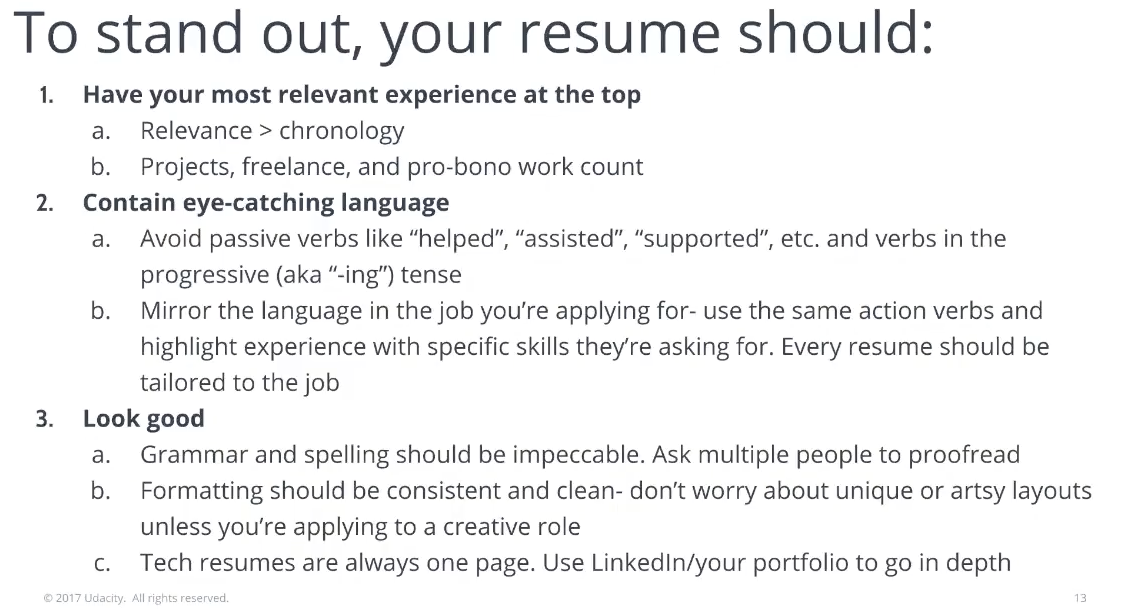 To stand out, your resume should:
1. Have your most relevant experience at the top
a. Relevance > chronology
b. Projects, freelance, and pro-bono work count
2. Contain eye-catching language
a. Avoid passive verbs like “helped”, “assisted”, “supported”, etc. and verbs in the
progressive (aka “-ing”) tense
b. Mirror the language in the job you’re applying for- use the same action verbs and
highlight experience with specific skills they’re asking for. Every resume should be
tailored to the job
3. Look good
a. Grammar and spelling should be impeccable. Ask multiple people to proofread
b. Formatting should be consistent and clean- don’t worry about unique or artsy layouts
unless you’re applying to a creative role
c. Tech resumes are always one page. Use LinkedIn/your portfolio to go in depth
© 2017 Udacity. All rights reserved.
13